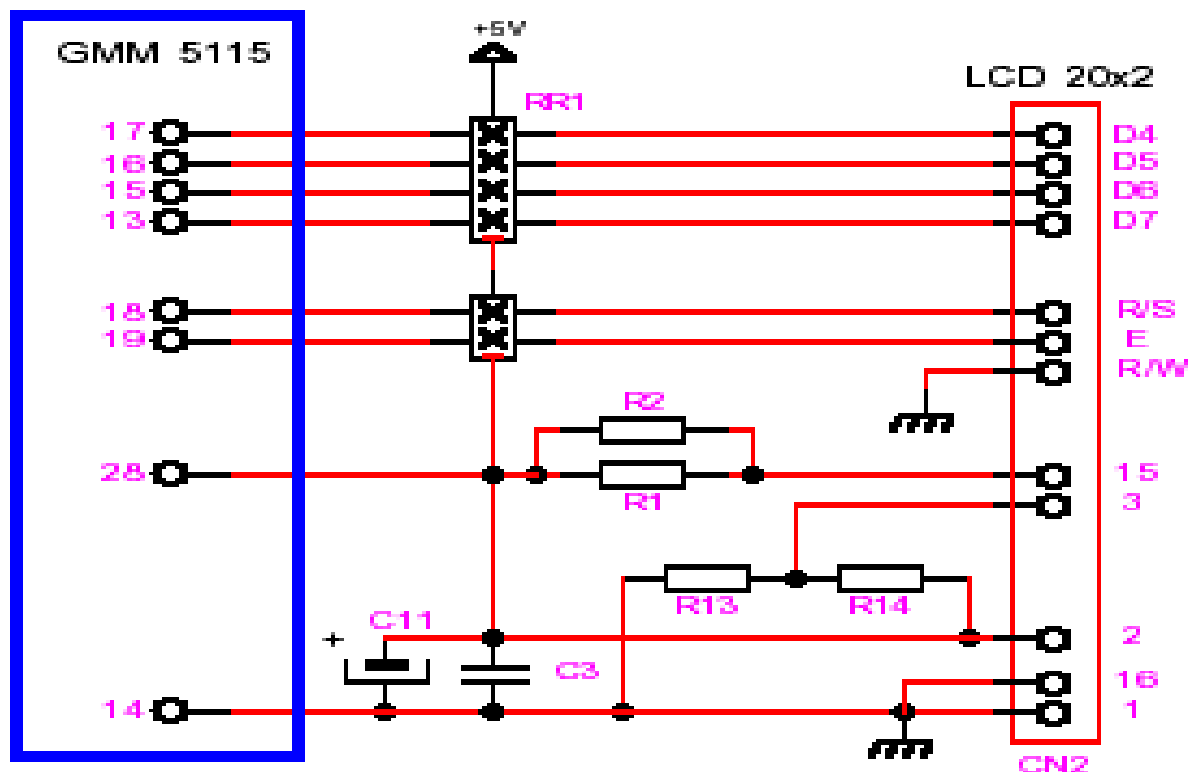 +5V
GMM 5115
LCD 20x2
RR1
17
D4
16
D5
15
D6
13
D7
18
R/S
19
E
R/W
R2
28
15
R1
3
R13
R14
C11
+
2
C3
16
14
1
CN2